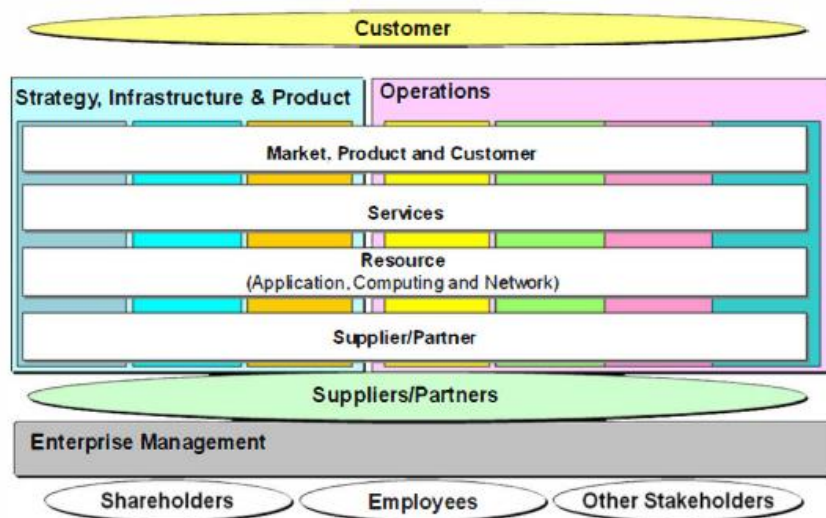 Customer
Strategy, Infrastructure & Product
Operations
Market. Product and Customer
Services
Resource
(Application, Computing and Network)
Supplier/Partner
Suppliers/Partners
Enterprise Management
Shareholders
Employees
Other Stakeholders